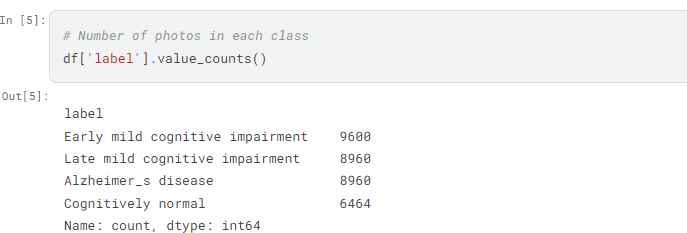 In [5]:
# Number of photos in each class
df['label'].value_counts()
Out[5]:
label
Early mild cognitive impairment    9600
Late mild cognitive impairment     8960
Alzheimer_s disease                8960
Cognitively normal                 6464
Name: count, dtype: int64